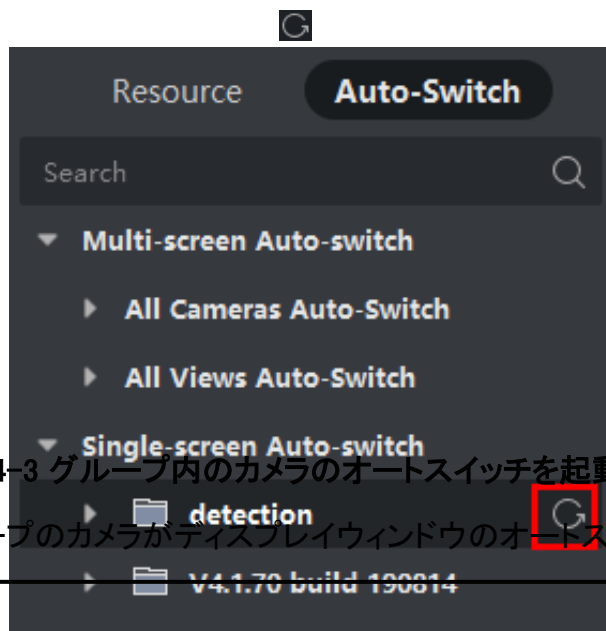 Resource Auto-Switch
Search
Multi-screen Auto-switch
All Cameras Auto-Switch
All Views Auto-Switch
Single-screen Auto-switch
4-3 グループ内のカメラのオートスイッチを起動
detection
プのカメラがディスプレイウィンドウのオートス
V4.1.70 build 190814